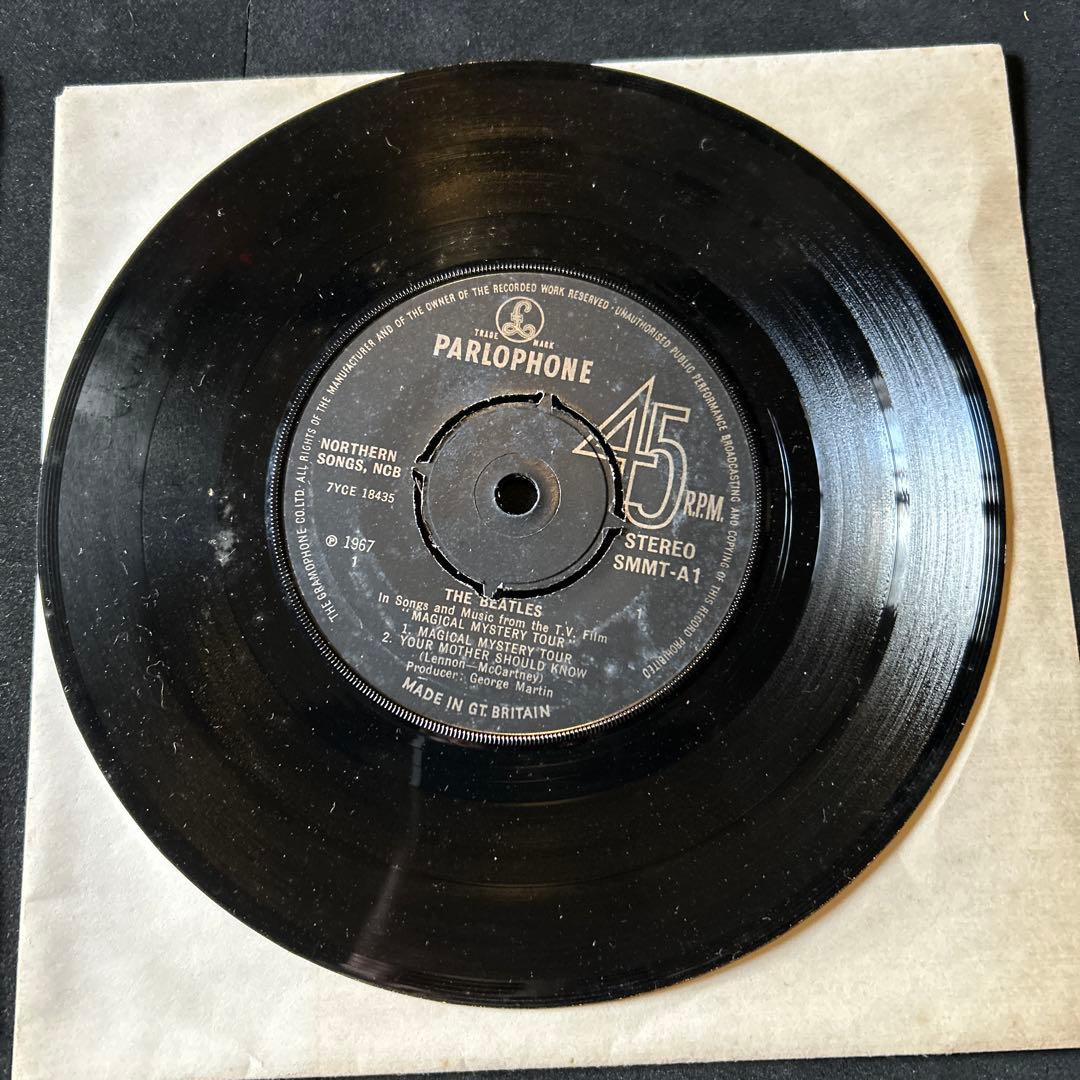 THE GRAMOPHONE CO.LTD. ALL RIGHTS OF THE MANUFACTURER AND OF THE OWNER OF THE RECORDED WORK RESERVED · UNAUTHORISED PUBLIC PERFORMANCE BROADCASTING AND COPYING OF THIS RECORD PROHIBITED
£
TRADE MARK
PARLOPHONE
45
R.P.M.
NORTHERN
SONGS, NCB
7YCE 18435
℗ 1967
1
STEREO
SMMT-A1
THE BEATLES
In Songs and Music from the T.V. Film
"MAGICAL MYSTERY TOUR"
1. MAGICAL MYSTERY TOUR
2. YOUR MOTHER SHOULD KNOW
(Lennon—McCartney)
Producer: George Martin
MADE IN GT. BRITAIN